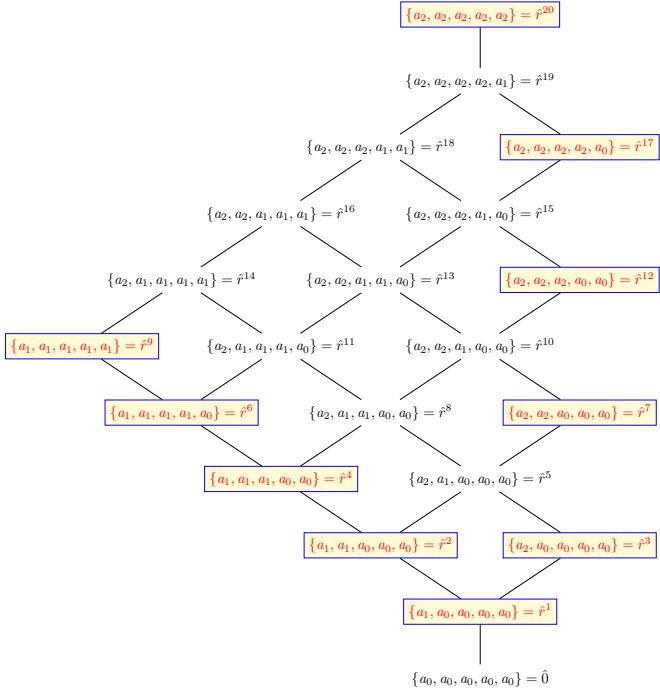 {a₂, a₂, a₂, a₂, a₂} = r̂²⁰
{a₂, a₂, a₂, a₂, a₁} = r̂¹⁹
{a₂, a₂, a₂, a₁, a₁} = r̂¹⁸
{a₂, a₂, a₂, a₂, a₀} = r̂¹⁷
{a₂, a₂, a₁, a₁, a₁} = r̂¹⁶
{a₂, a₂, a₂, a₁, a₀} = r̂¹⁵
{a₂, a₁, a₁, a₁, a₁} = r̂¹⁴
{a₂, a₂, a₁, a₁, a₀} = r̂¹³
{a₂, a₂, a₂, a₀, a₀} = r̂¹²
{a₁, a₁, a₁, a₁, a₁} = r̂⁹
{a₂, a₁, a₁, a₁, a₀} = r̂¹¹
{a₂, a₂, a₁, a₀, a₀} = r̂¹⁰
{a₁, a₁, a₁, a₁, a₀} = r̂⁶
{a₂, a₁, a₁, a₀, a₀} = r̂⁸
{a₂, a₂, a₀, a₀, a₀} = r̂⁷
{a₁, a₁, a₁, a₀, a₀} = r̂⁴
{a₂, a₁, a₀, a₀, a₀} = r̂⁵
{a₁, a₁, a₀, a₀, a₀} = r̂²
{a₂, a₀, a₀, a₀, a₀} = r̂³
{a₁, a₀, a₀, a₀, a₀} = r̂¹
{a₀, a₀, a₀, a₀, a₀} = 0̂